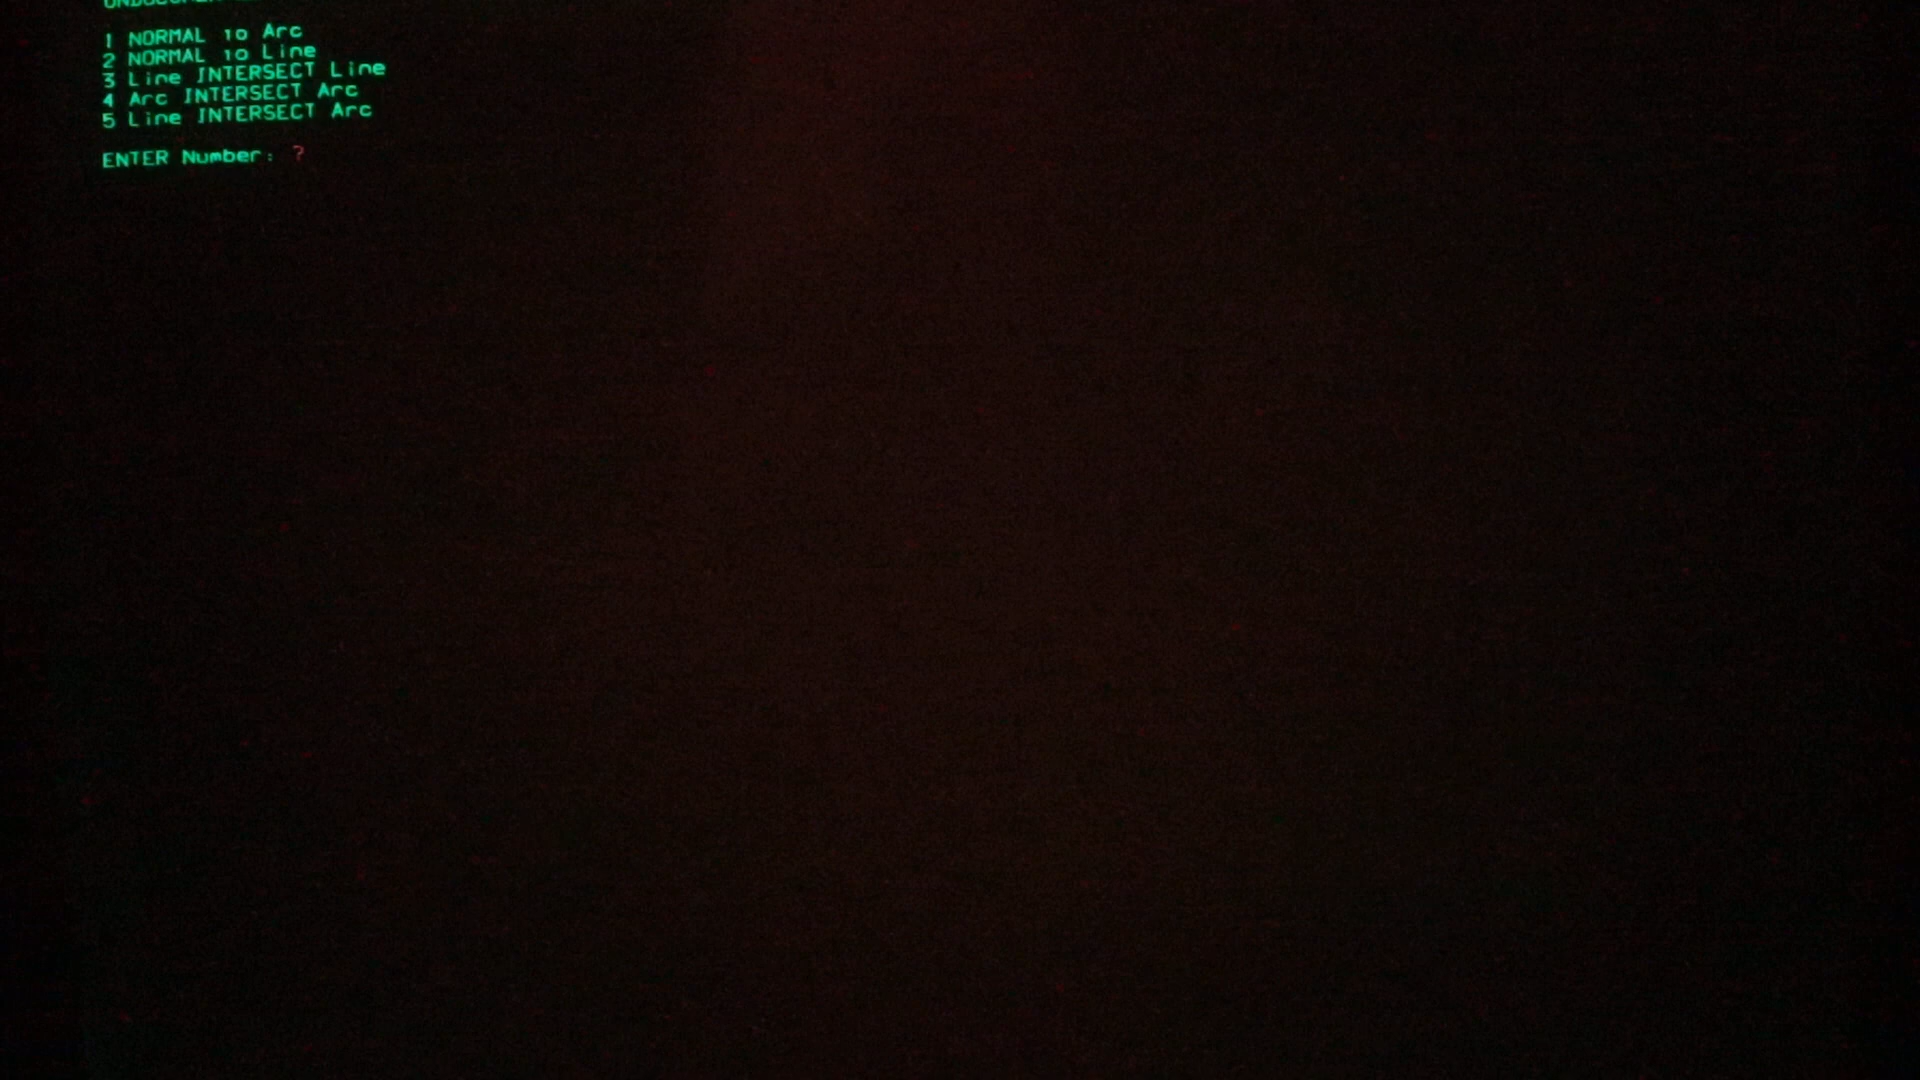 1 NORMAL to Arc
2 NORMAL to Line
3 Line INTERSECT Line
4 Arc INTERSECT Arc
5 Line INTERSECT Arc
ENTER Number: ?